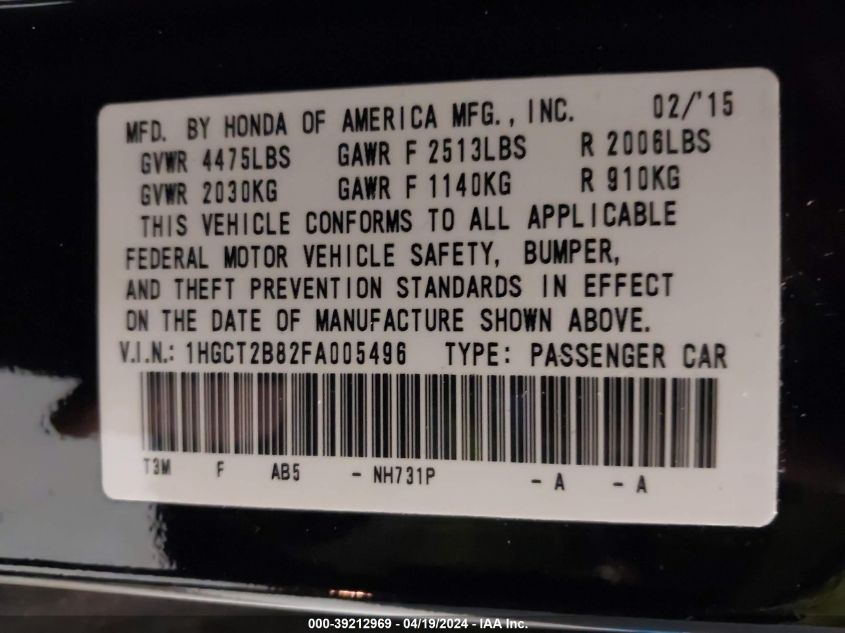 MFD. BY HONDA OF AMERICA MFG., INC. 02/'15
GVWR 4475LBS GAWR F 2513LBS R 2006LBS
GVWR 2030KG GAWR F 1140KG R 910KG
THIS VEHICLE CONFORMS TO ALL APPLICABLE
FEDERAL MOTOR VEHICLE SAFETY, BUMPER,
AND THEFT PREVENTION STANDARDS IN EFFECT
ON THE DATE OF MANUFACTURE SHOWN ABOVE.
V.I.N.: 1HGCT2B82FA005496 TYPE: PASSENGER CAR
T3M F AB5 - NH731P - A - A
000-39212969 - 04/19/2024 - IAA Inc.